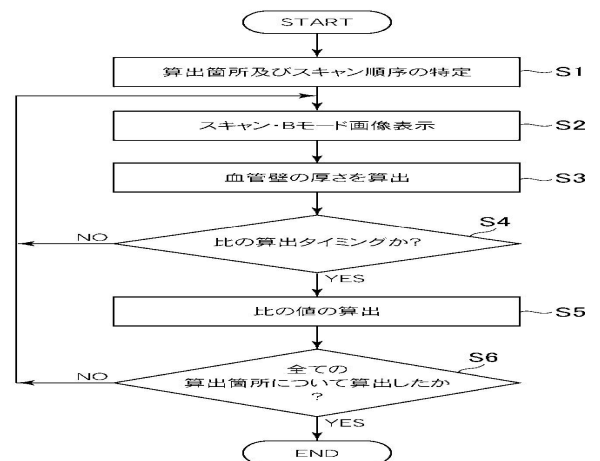 START
算出箇所及びスキャン順序の特定 S1
スキャン・Bモード画像表示 S2
血管壁の厚さを算出 S3
S4
比の算出タイミングか?
NO
YES
比の値の算出 S5
S6
全ての
算出箇所について算出したか
?
NO
YES
END